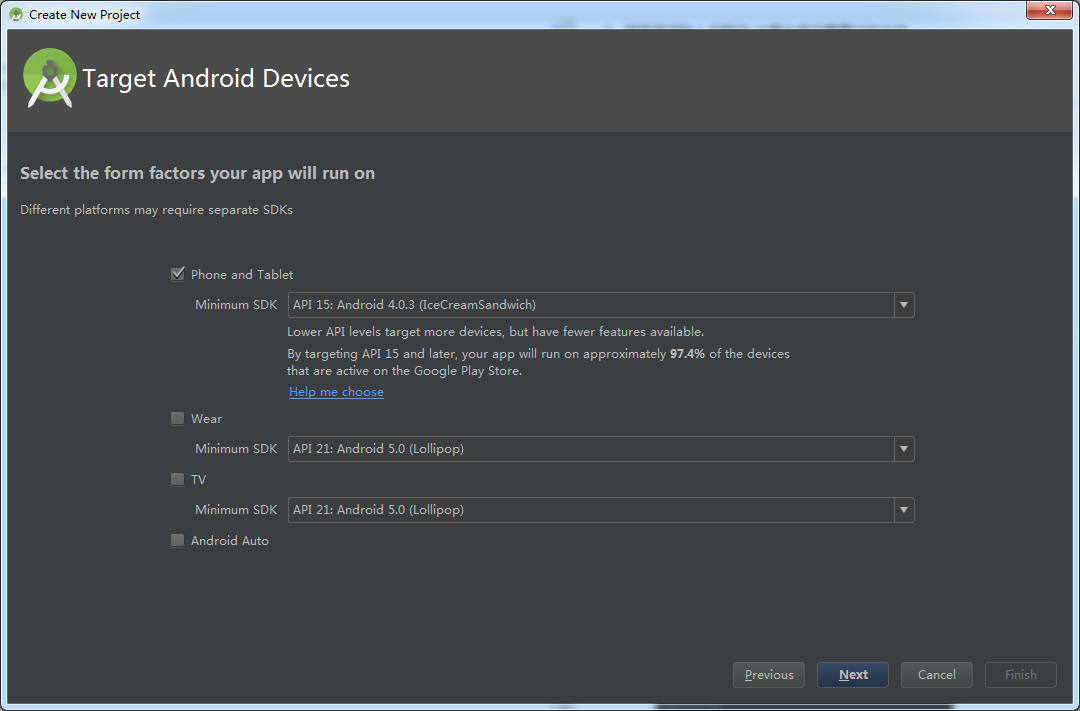 Create New Project
Target Android Devices
Select the form factors your app will run on
Different platforms may require separate SDKs
Phone and Tablet
Minimum SDK API 15: Android 4.0.3 (IceCreamSandwich)
Lower API levels target more devices, but have fewer features available.
By targeting API 15 and later, your app will run on approximately 97.4% of the devices
that are active on the Google Play Store.
Help me choose
Wear
Minimum SDK API 21: Android 5.0 (Lollipop)
TV
Minimum SDK API 21: Android 5.0 (Lollipop)
Android Auto
Previous Next Cancel Finish